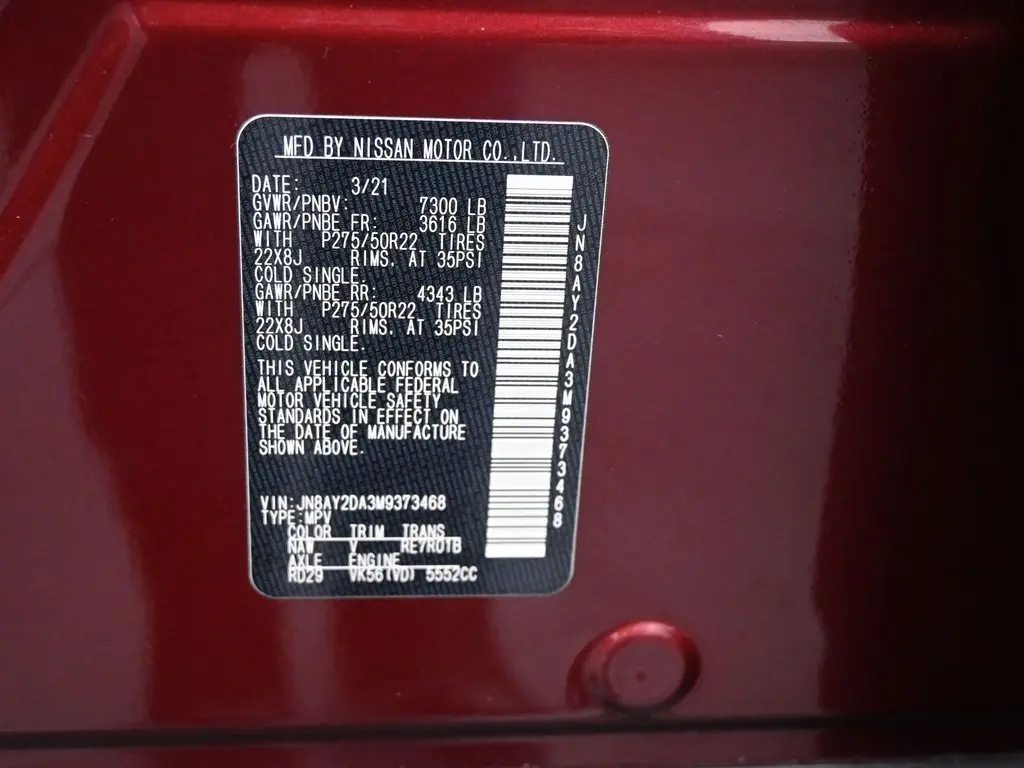 MFD BY NISSAN MOTOR CO.,LTD.
DATE: 3/21
GVWR/PNBV: 7300 LB
GAWR/PNBE FR: 3616 LB
WITH P275/50R22 TIRES
22X8J RIMS, AT 35PSI
COLD SINGLE.
GAWR/PNBE RR: 4343 LB
WITH P275/50R22 TIRES
22X8J RIMS, AT 35PSI
COLD SINGLE.
THIS VEHICLE CONFORMS TO
ALL APPLICABLE FEDERAL
MOTOR VEHICLE SAFETY
STANDARDS IN EFFECT ON
THE DATE OF MANUFACTURE
SHOWN ABOVE.
VIN:JN8AY2DA3M9373468
TYPE:MPV
COLOR TRIM TRANS
NAW V RE7R01B
AXLE ENGINE
RD29 VK56(VD) 5552CC
JN8AY2DA3M9373468